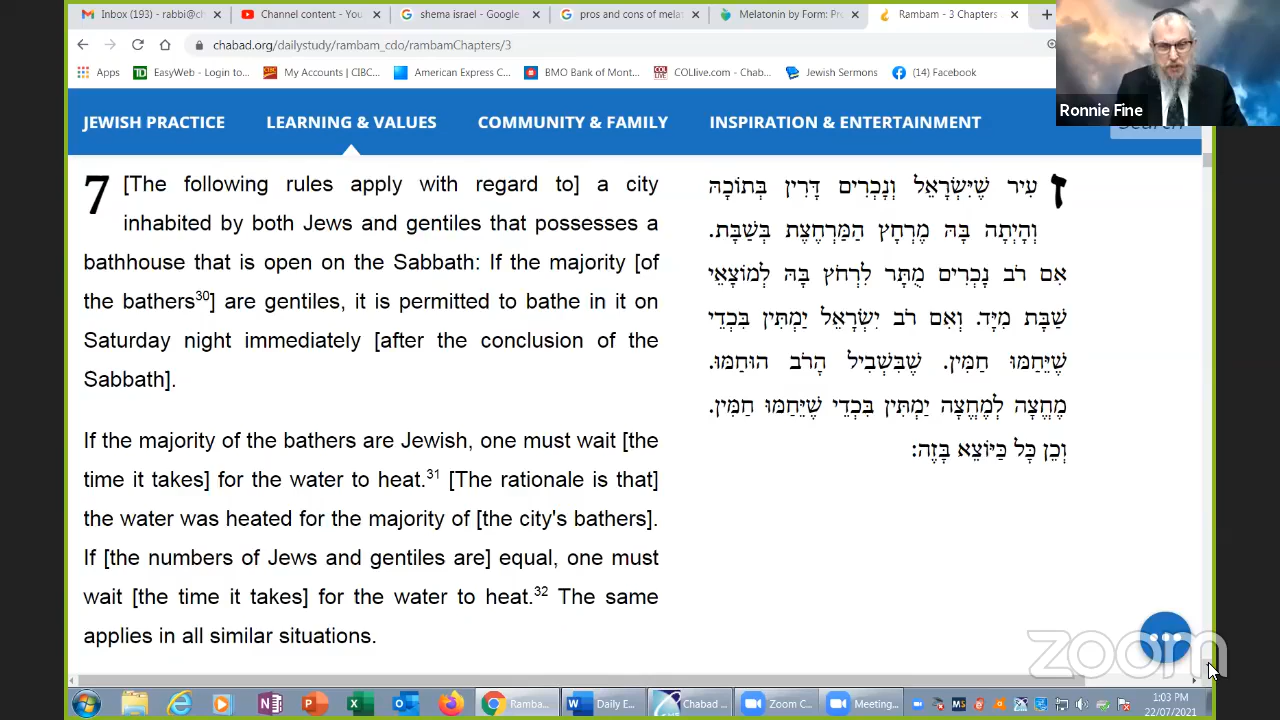 Inbox (193) - rabbi@ch
Channel content - You
shema israel - Google
pros and cons of melat
Melatonin by Form: Pr
Rambam - 3 Chapters
chabad.org/dailystudy/rambam_cdo/rambamChapters/3
Apps
EasyWeb - Login to...
My Accounts | CIBC...
American Express C...
BMO Bank of Mont...
COLlive.com - Chab...
Jewish Sermons
(14) Facebook
Ronnie Fine
JEWISH PRACTICE
LEARNING & VALUES
COMMUNITY & FAMILY
INSPIRATION & ENTERTAINMENT
Search
7 [The following rules apply with regard to] a city
inhabited by both Jews and gentiles that possesses a
bathhouse that is open on the Sabbath: If the majority [of
the bathers30] are gentiles, it is permitted to bathe in it on
Saturday night immediately [after the conclusion of the
Sabbath].
If the majority of the bathers are Jewish, one must wait [the
time it takes] for the water to heat.31 [The rationale is that]
the water was heated for the majority of [the city's bathers].
If [the numbers of Jews and gentiles are] equal, one must
wait [the time it takes] for the water to heat.32 The same
applies in all similar situations.
ז עִיר שֶׁיִּשְׂרָאֵל וְנָכְרִים דָּרִין בְּתוֹכָהּ
וְהָיְתָה בָּהּ מֶרְחָץ הַמַּרְחֶצֶת בְּשַׁבָּת.
אִם רֹב נָכְרִים מֻתָּר לִרְחֹץ בָּהּ לְמוֹצָאֵי
שַׁבָּת מִיָּד. וְאִם רֹב יִשְׂרָאֵל יַמְתִּין בִּכְדֵי
שֶׁיֵּחַמּוּ חַמִּין. שֶׁבִּשְׁבִיל הָרֹב הוּחַמּוּ.
מֶחֱצָה לְמֶחֱצָה יַמְתִּין בִּכְדֵי שֶׁיֵּחַמּוּ חַמִּין.
וְכֵן כָּל כַּיּוֹצֵא בָּזֶה:
zoom
Ramba...
Daily E...
Chabad ...
Zoom C...
Meeting...
1:03 PM
22/07/2021